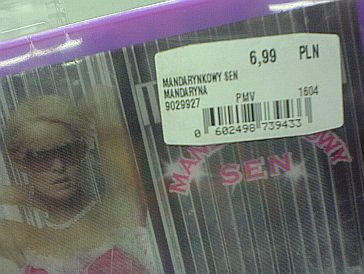 6,99 PLN
MANDARYNKOWY SEN
MANDARYNA
9029927 PMV 1604
0 602498 739433
SEN